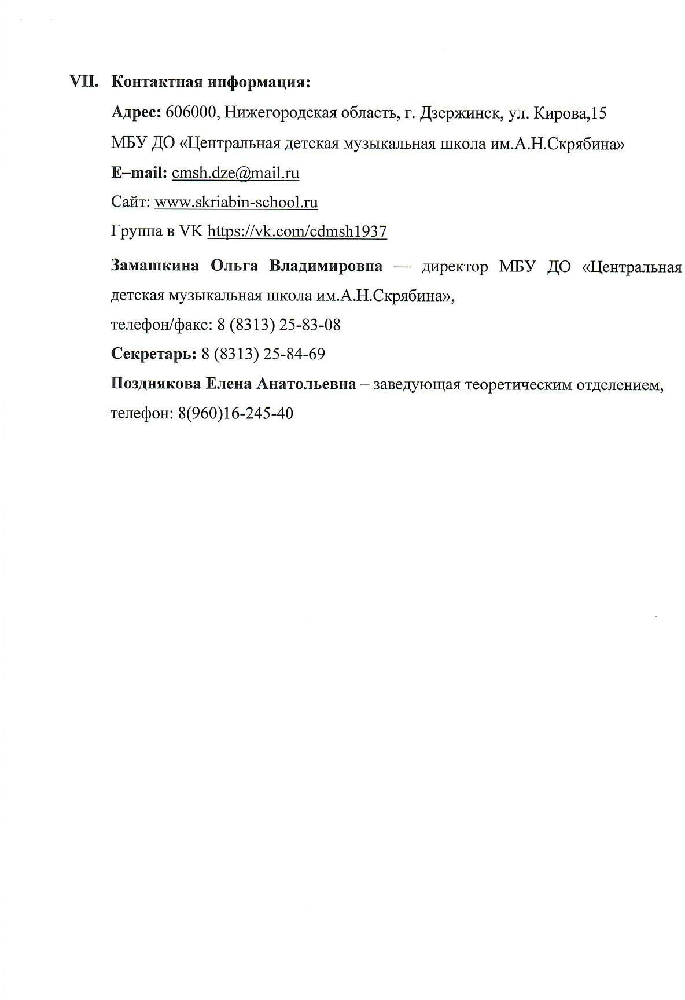 VII. Контактная информация:
Адрес: 606000, Нижегородская область, г. Дзержинск, ул. Кирова,15
МБУ ДО «Центральная детская музыкальная школа им.А.Н.Скрябина»
E–mail: cmsh.dze@mail.ru
Сайт: www.skriabin-school.ru
Группа в VK https://vk.com/cdmsh1937
Замашкина Ольга Владимировна — директор МБУ ДО «Центральная
детская музыкальная школа им.А.Н.Скрябина»,
телефон/факс: 8 (8313) 25-83-08
Секретарь: 8 (8313) 25-84-69
Позднякова Елена Анатольевна – заведующая теоретическим отделением,
телефон: 8(960)16-245-40